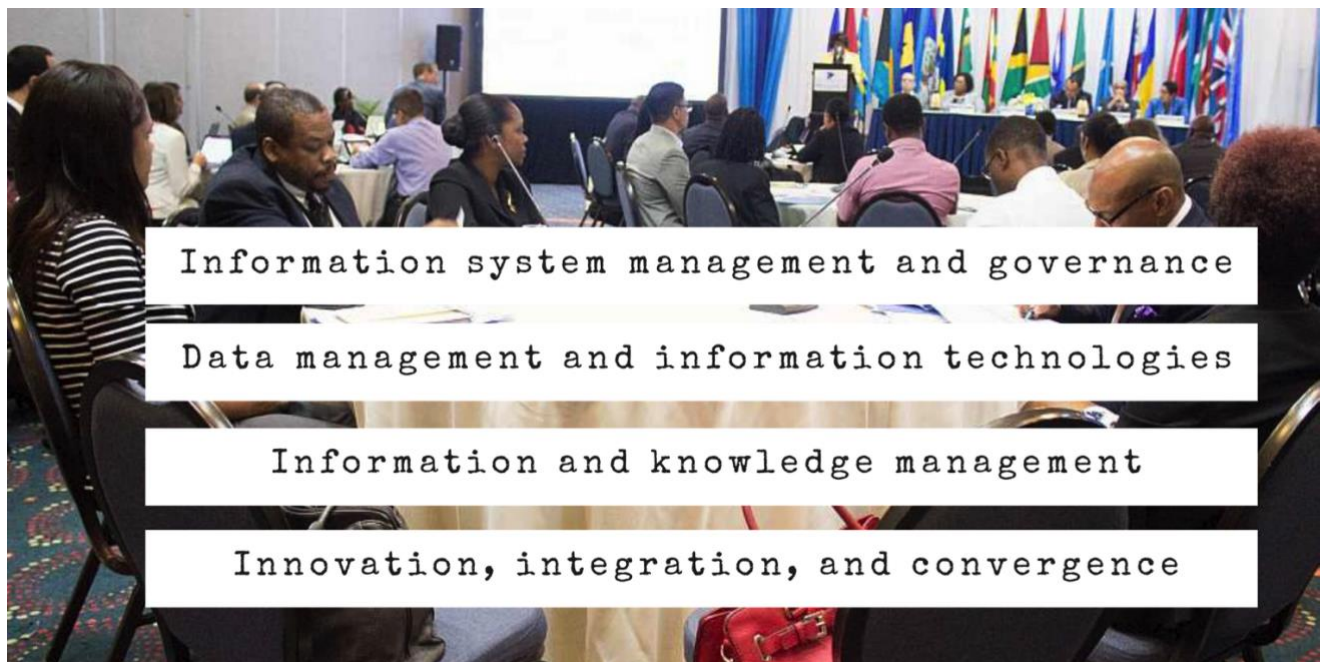 Information system management and governance
Data management and information technologies
Information and knowledge management
Innovation, integration, and convergence